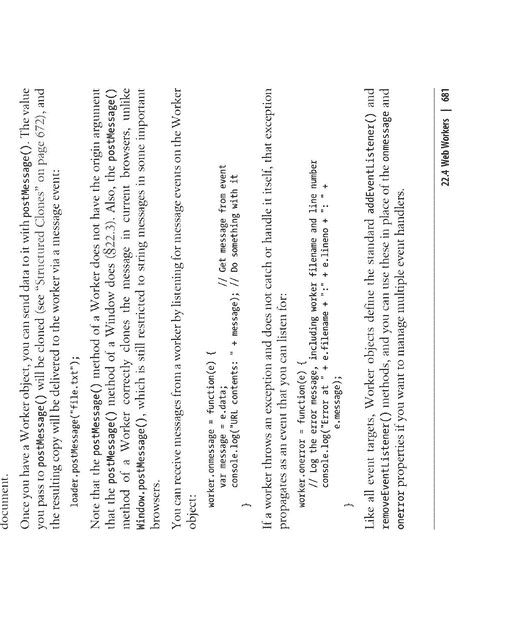 document.
Once you have a Worker object, you can send data to it with postMessage(). The value
you pass to postMessage() will be cloned (see “Structured Clones” on page 672), and
the resulting copy will be delivered to the worker via a message event:
loader.postMessage("file.txt");
Note that the postMessage() method of a Worker does not have the origin argument
that the postMessage() method of a Window does (§22.3). Also, the postMessage()
method of a Worker correctly clones the message in current browsers, unlike
Window.postMessage(), which is still restricted to string messages in some important
browsers.
You can receive messages from a worker by listening for message events on the Worker
object:
worker.onmessage = function(e) {
var message = e.data; // Get message from event
console.log("URL contents: " + message); // Do something with it
}
If a worker throws an exception and does not catch or handle it itself, that exception
propagates as an event that you can listen for:
worker.onerror = function(e) {
// Log the error message, including worker filename and line number
console.log("Error at " + e.filename + ":" + e.lineno + ": " +
e.message);
}
Like all event targets, Worker objects define the standard addEventListener() and
removeEventListener() methods, and you can use these in place of the onmessage and
onerror properties if you want to manage multiple event handlers.
22.4 Web Workers | 681